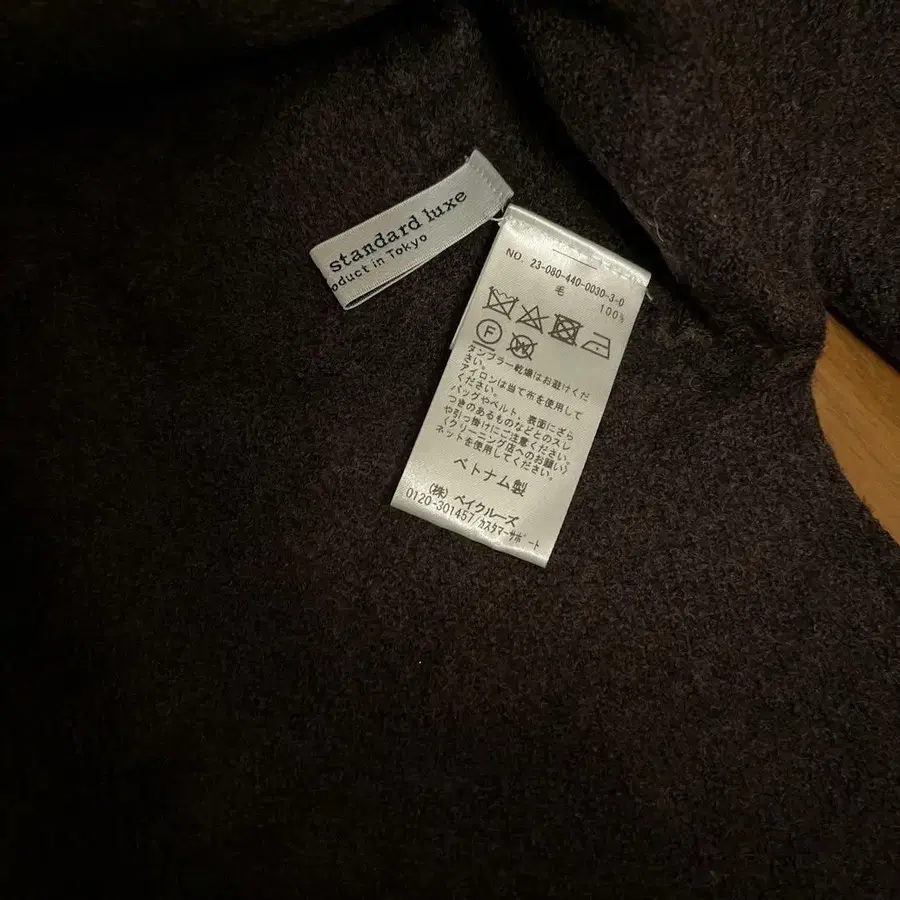 standard luxe
oduct in Tokyo
NO. 23-080-440-0030-3-0
毛 100%
F W
タンブラー乾燥はお避けくだ
さい。
アイロンは当て布を使用して
ください。
バッグやベルト、表面にざら
つきのあるものなどとのスレ
や引っ掛けにご注意ください。
〈クリーニング店へのお願い〉
ネットを使用してください。
ベトナム製
(株) ベイクルーズ
0120-301457/カスタマーサポート